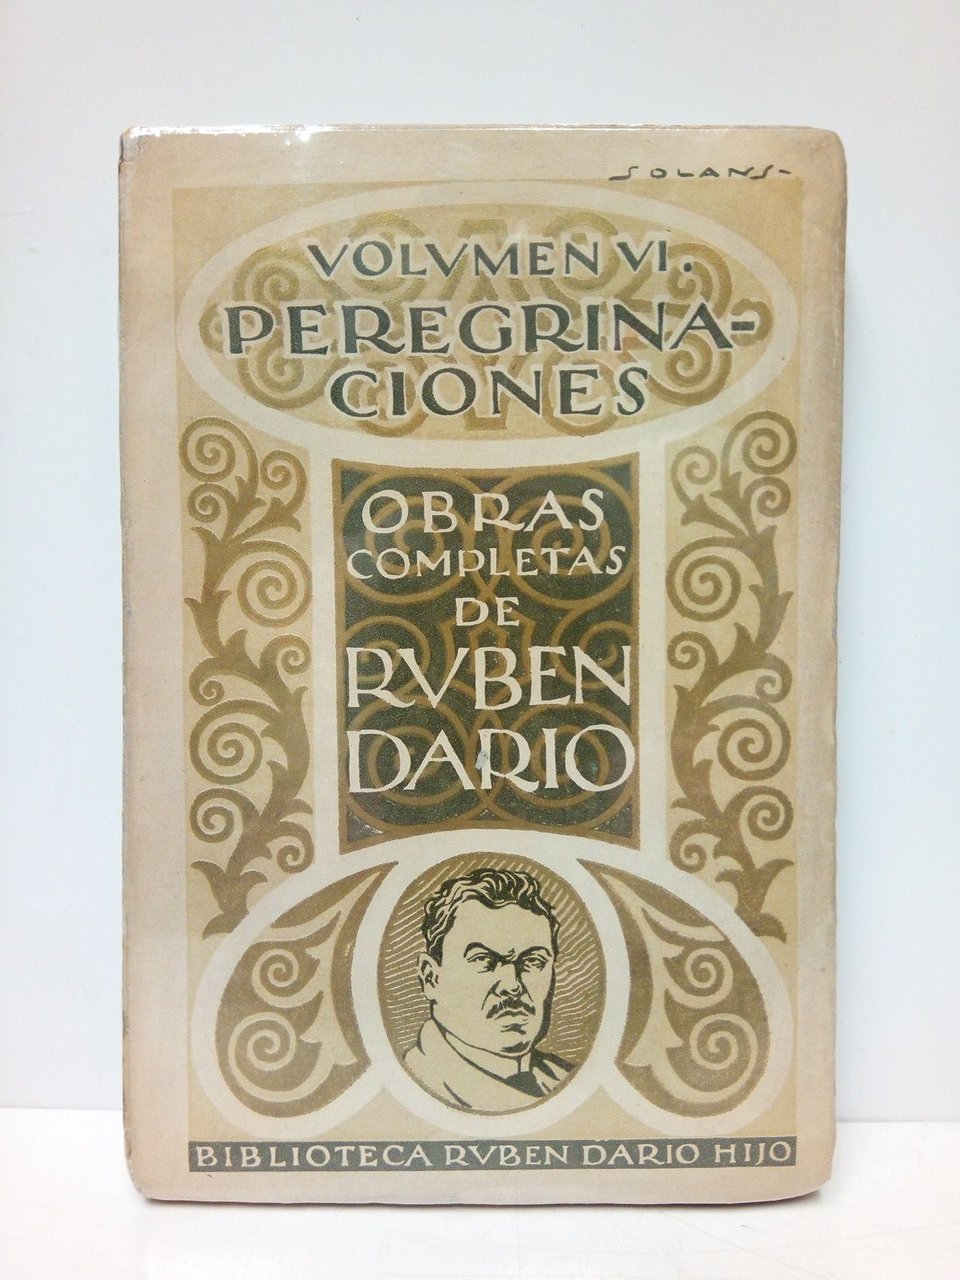 SOLANS-
VOLVMEN VI.
PEREGRINA-
CIONES
OBRAS
COMPLETAS
DE
RVBEN
DARIO
BIBLIOTECA RVBEN DARIO HIJO